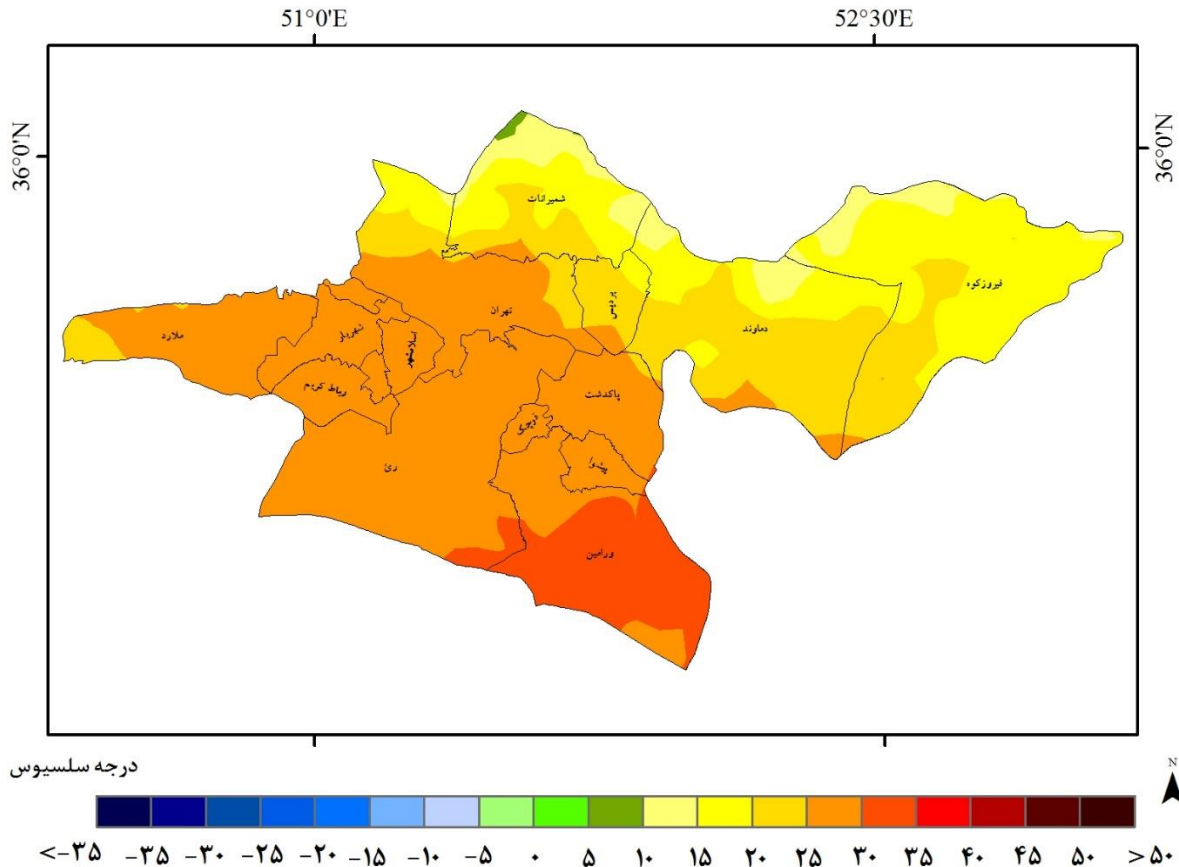 51°0'E 52°30'E
36°0'N 36°0'N
شمیرانات
فیروزکوه
پردیس
تهران
دماوند
ملارد
شهریار
اسلامشهر
رباط کریم
پاکدشت
قرچک
ری
پیشوا
ورامین
درجه سلسیوس
N
<-۳۵ -۳۵ -۳۰ -۲۵ -۲۰ -۱۵ -۱۰ -۵ ۰ ۵ ۱۰ ۱۵ ۲۰ ۲۵ ۳۰ ۳۵ ۴۰ ۴۵ ۵۰ >۵۰